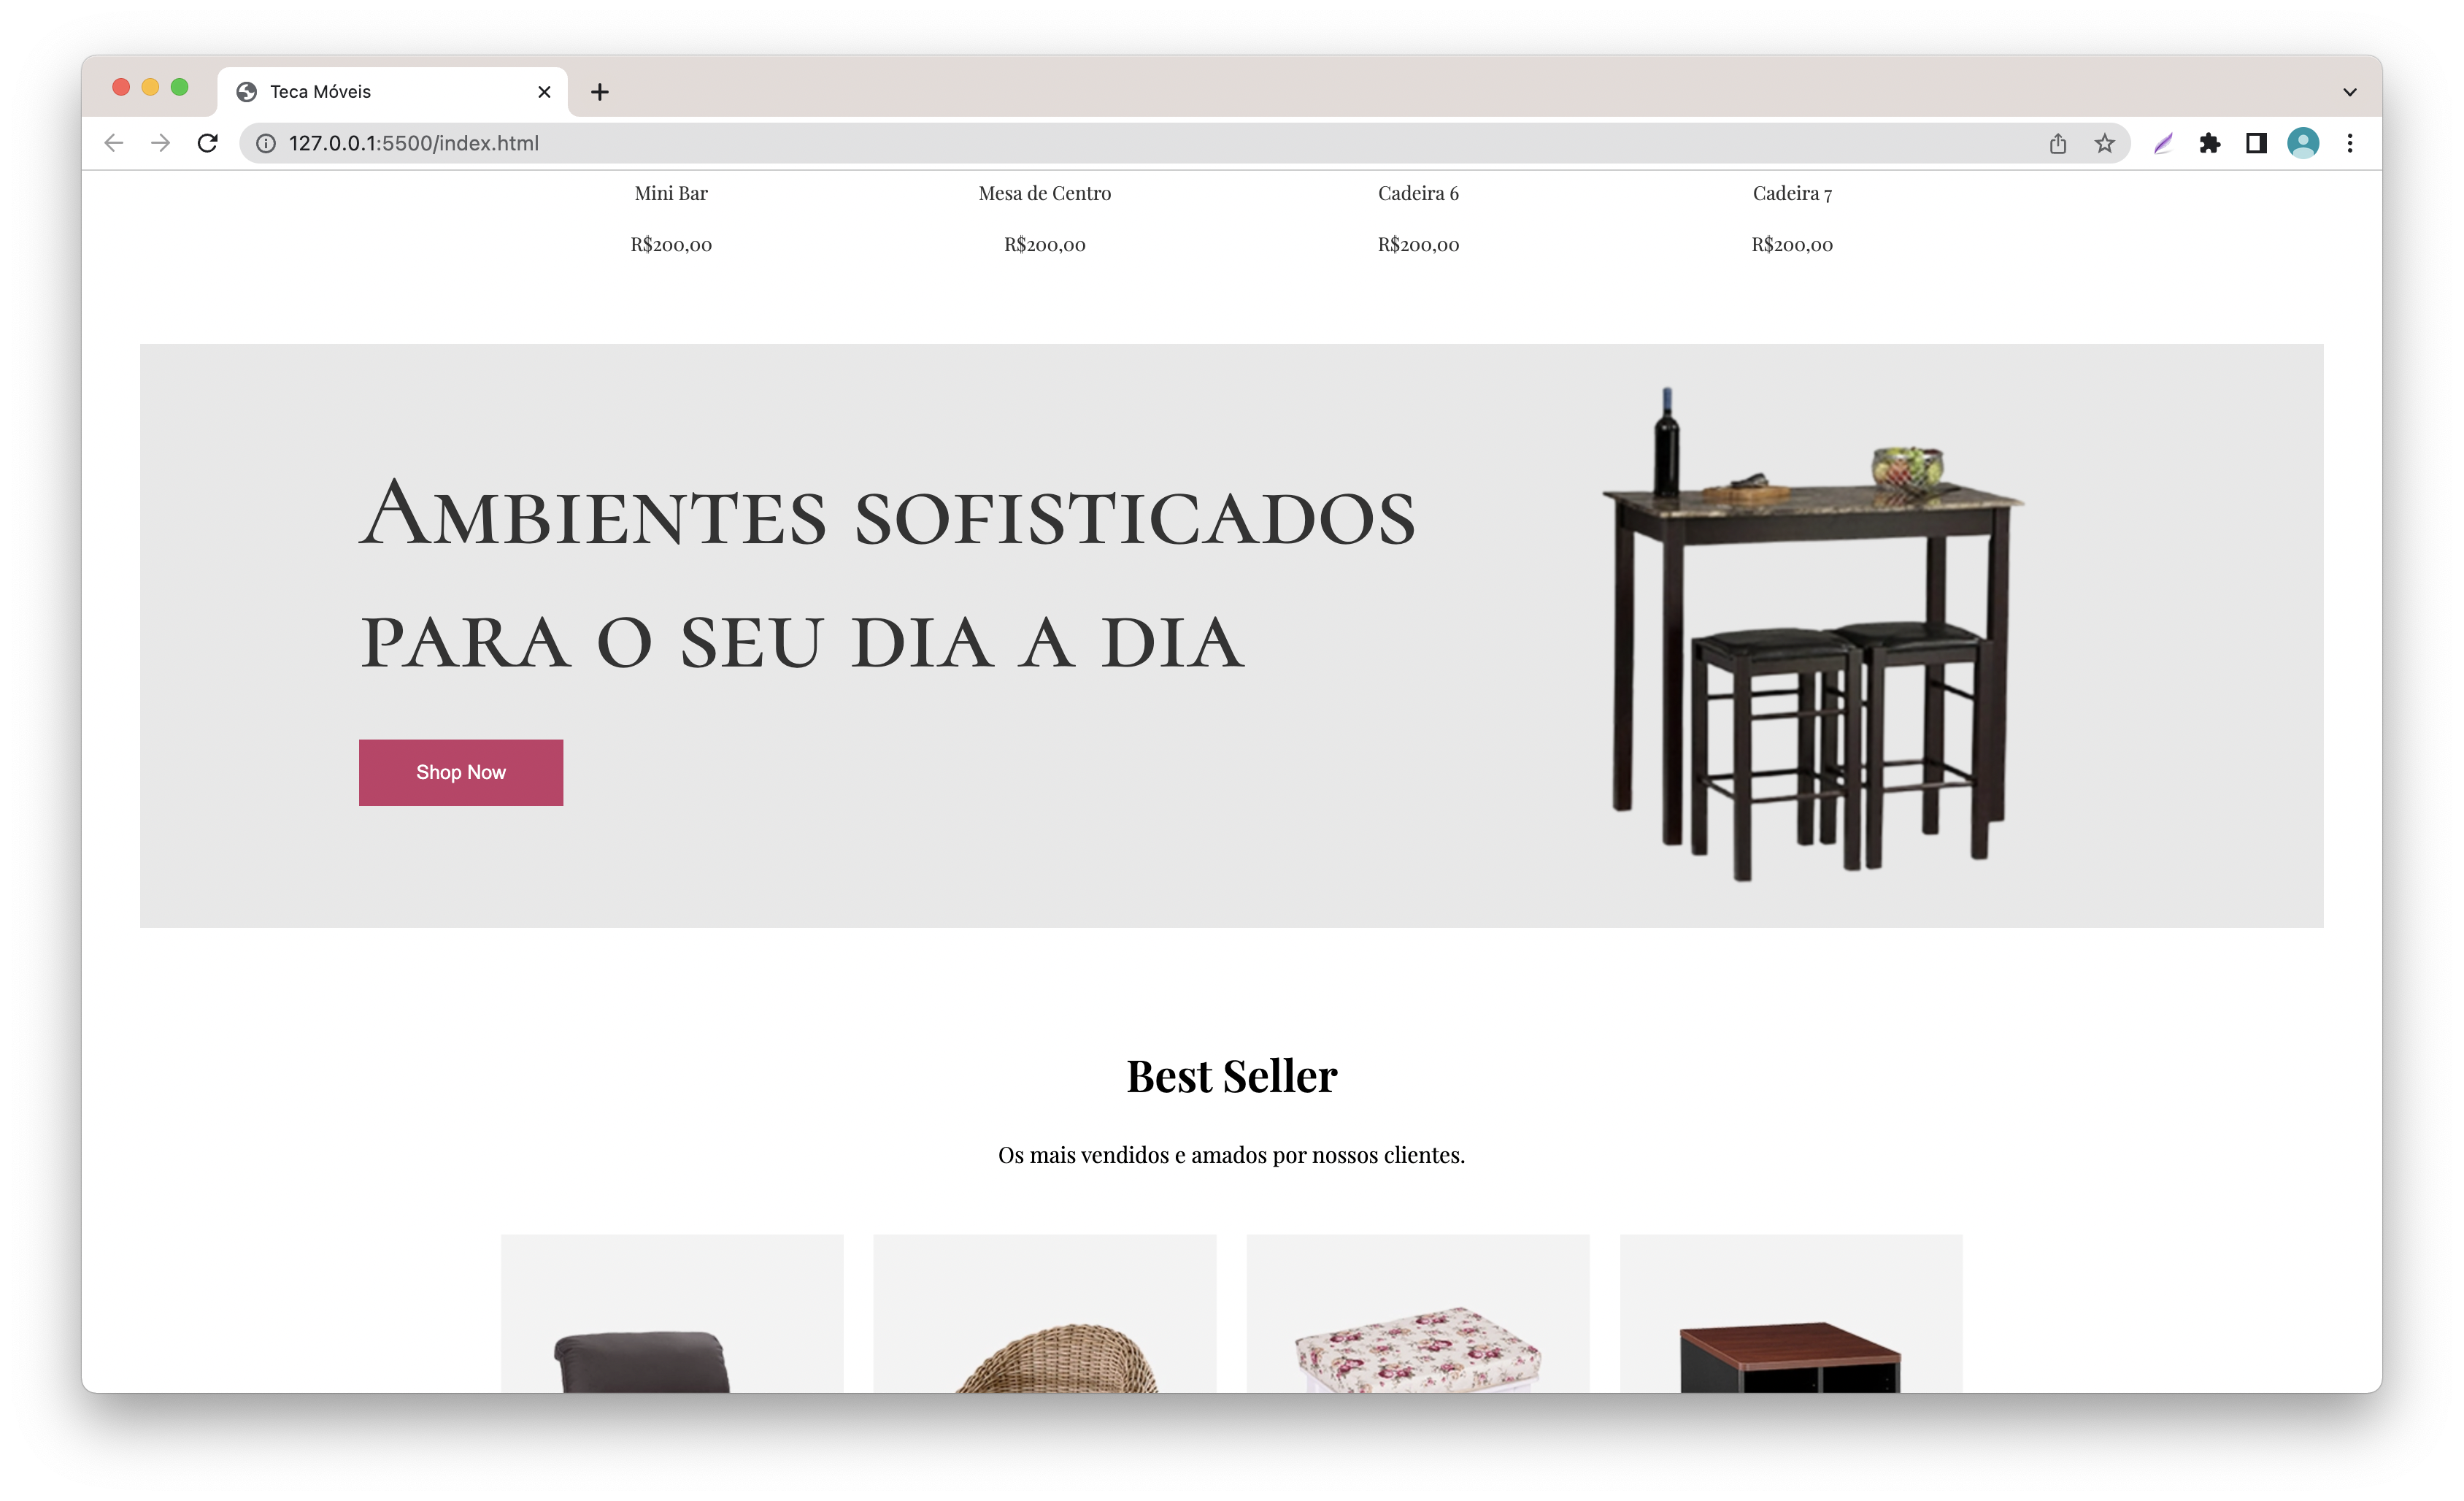 Teca Móveis
127.0.0.1:5500/index.html
Mini Bar Mesa de Centro Cadeira 6 Cadeira 7
R$200,00 R$200,00 R$200,00 R$200,00
Ambientes sofisticados
para o seu dia a dia
Shop Now
Best Seller
Os mais vendidos e amados por nossos clientes.